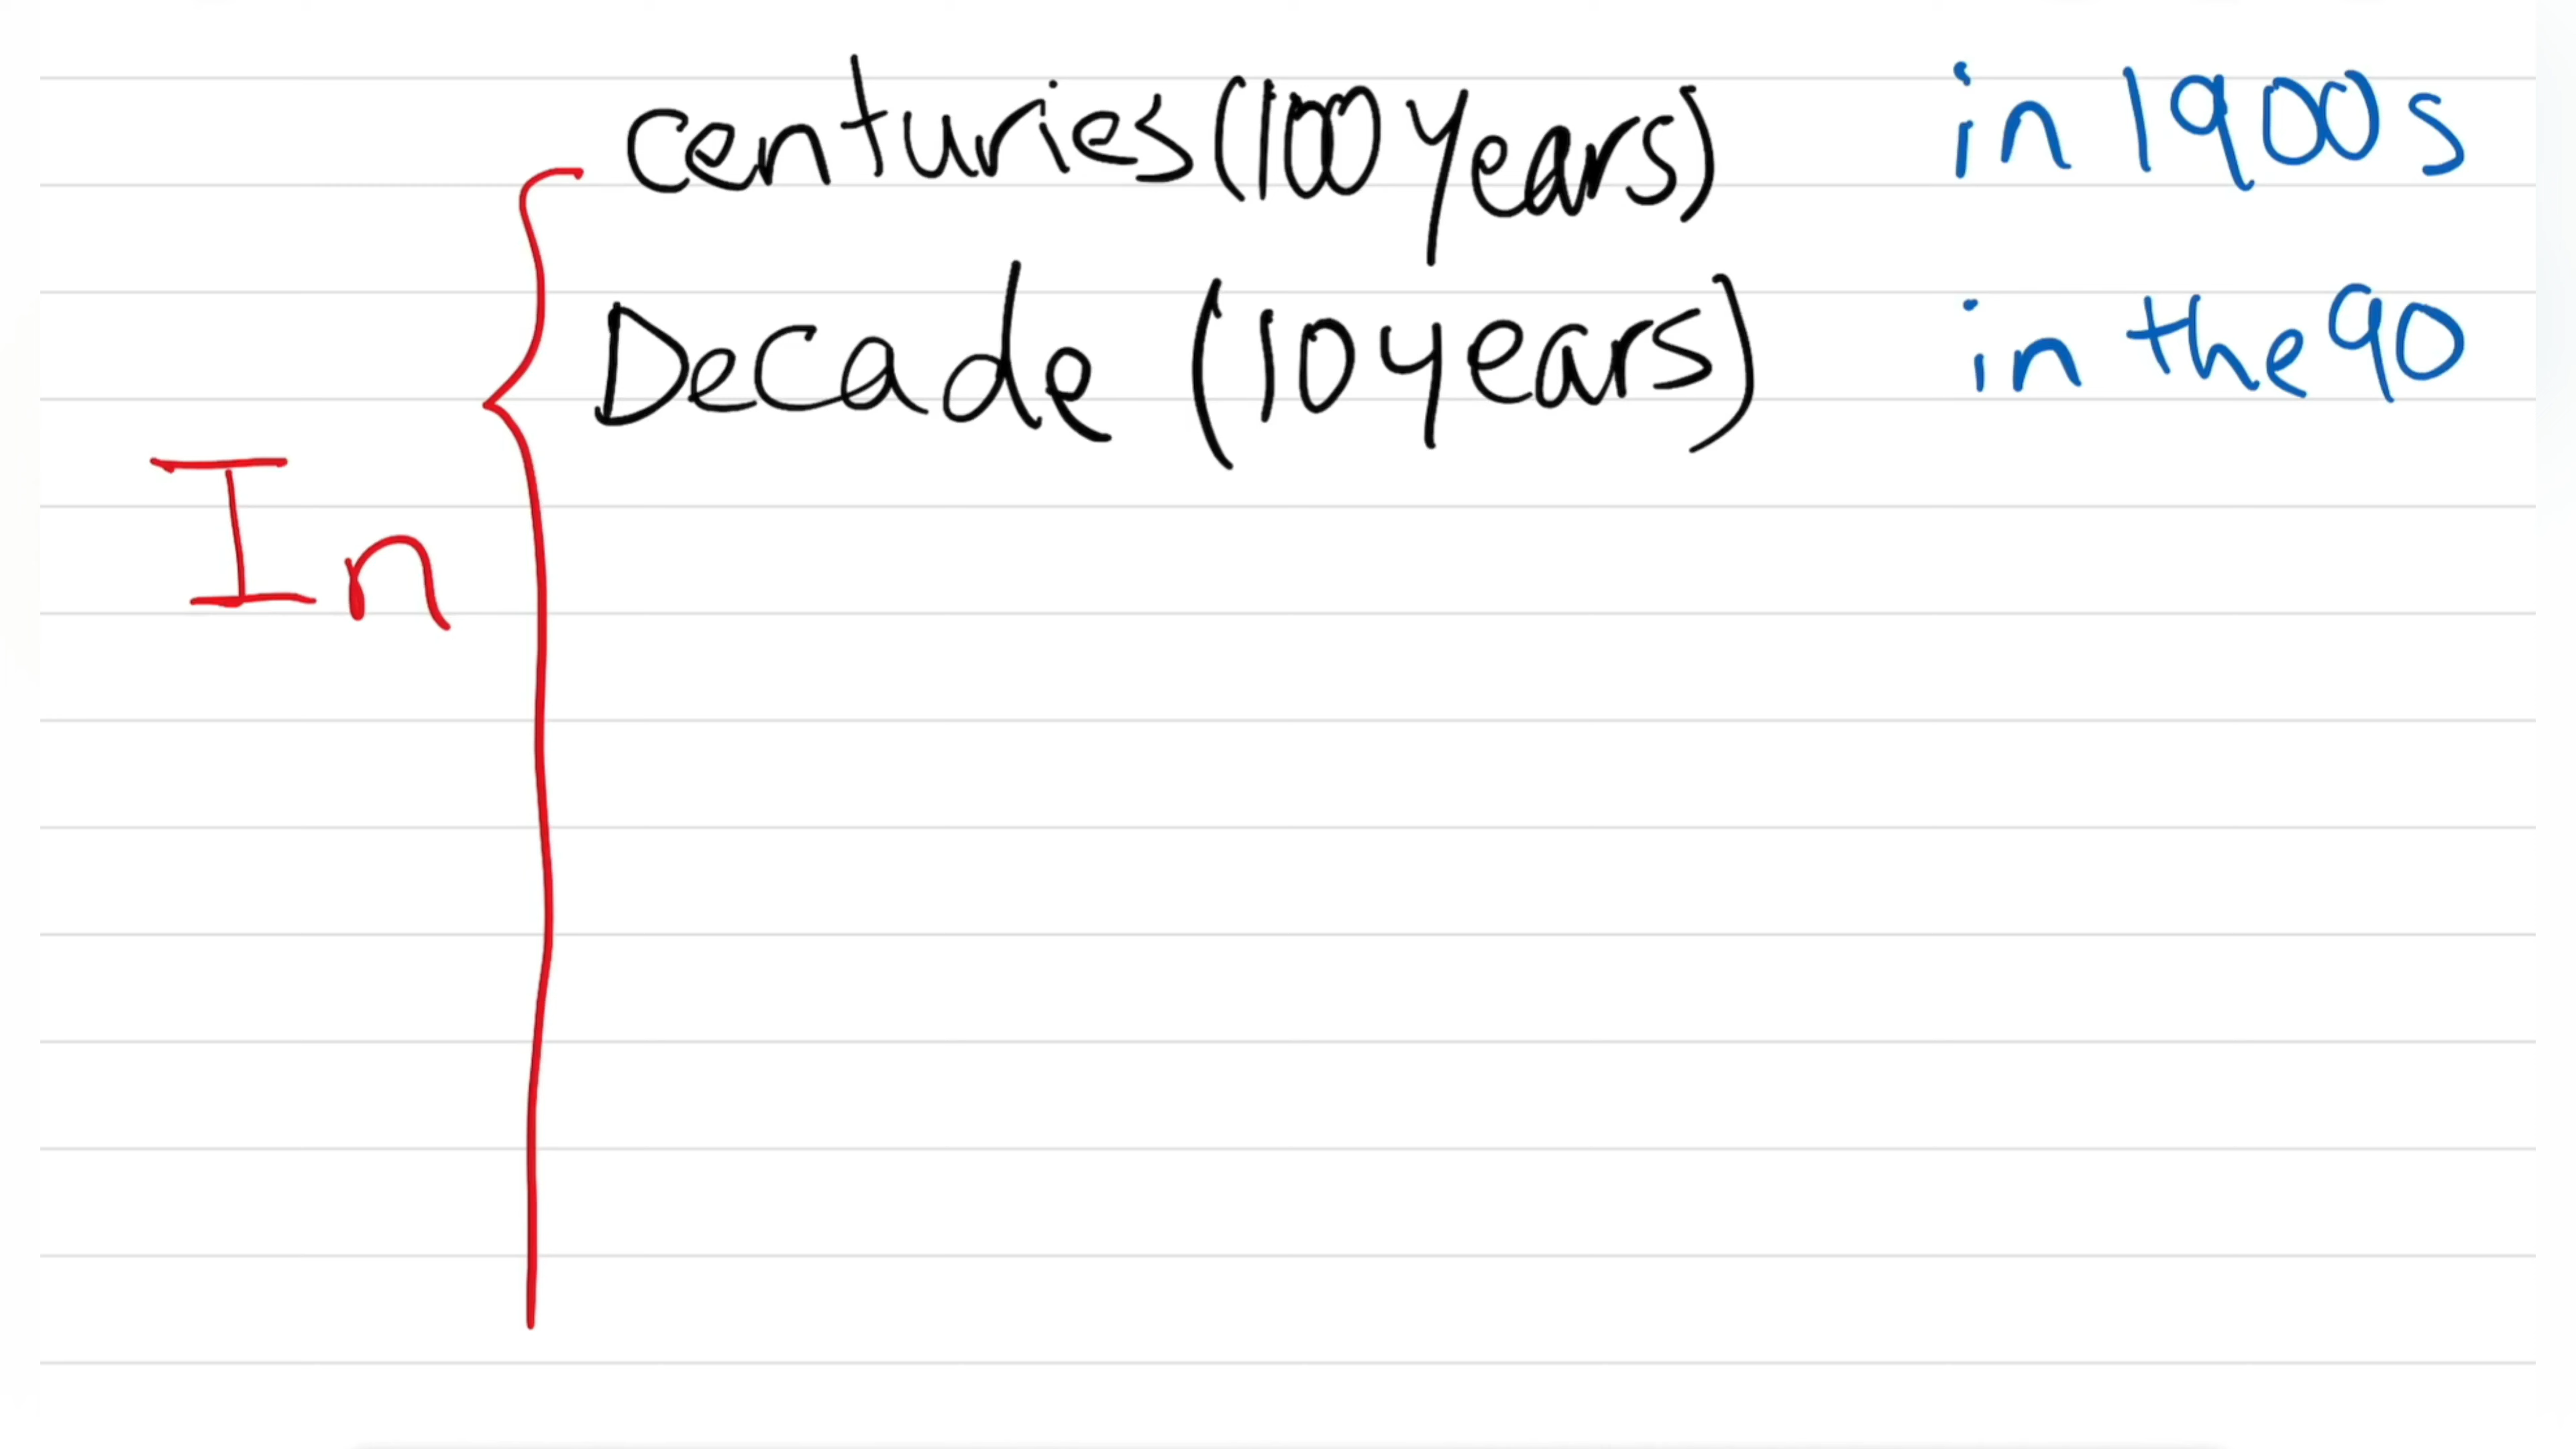 centuries (100 years) in 1900s
Decade (10 years) in the 90
In